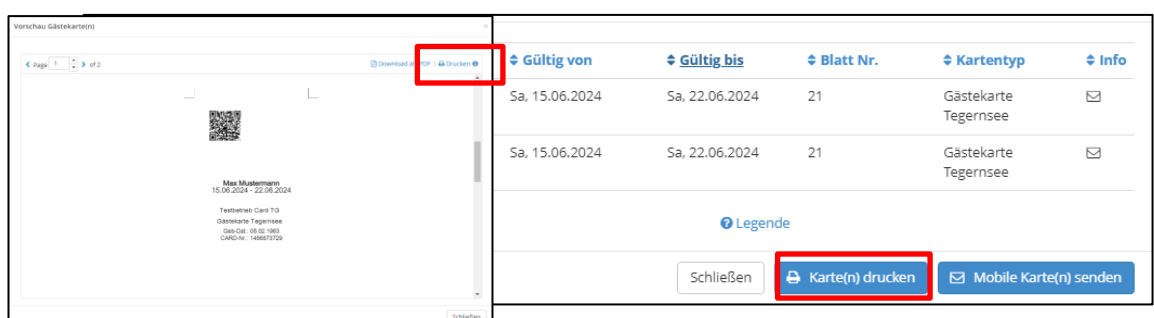 Vorschau Gästekarte(n) ×
Page 1 of 2 Download als PDF | Drucken
Max Mustermann
15.06.2024 - 22.06.2024
Testbetrieb Card TG
Gästekarte Tegernsee
Geb-Dat.: 05.02.1963
CARD-Nr.: 1456873729
Schließen
Gültig von Gültig bis Blatt Nr. Kartentyp Info
Sa, 15.06.2024 Sa, 22.06.2024 21 Gästekarte
Tegernsee
Sa, 15.06.2024 Sa, 22.06.2024 21 Gästekarte
Tegernsee
Legende
Schließen Karte(n) drucken Mobile Karte(n) senden